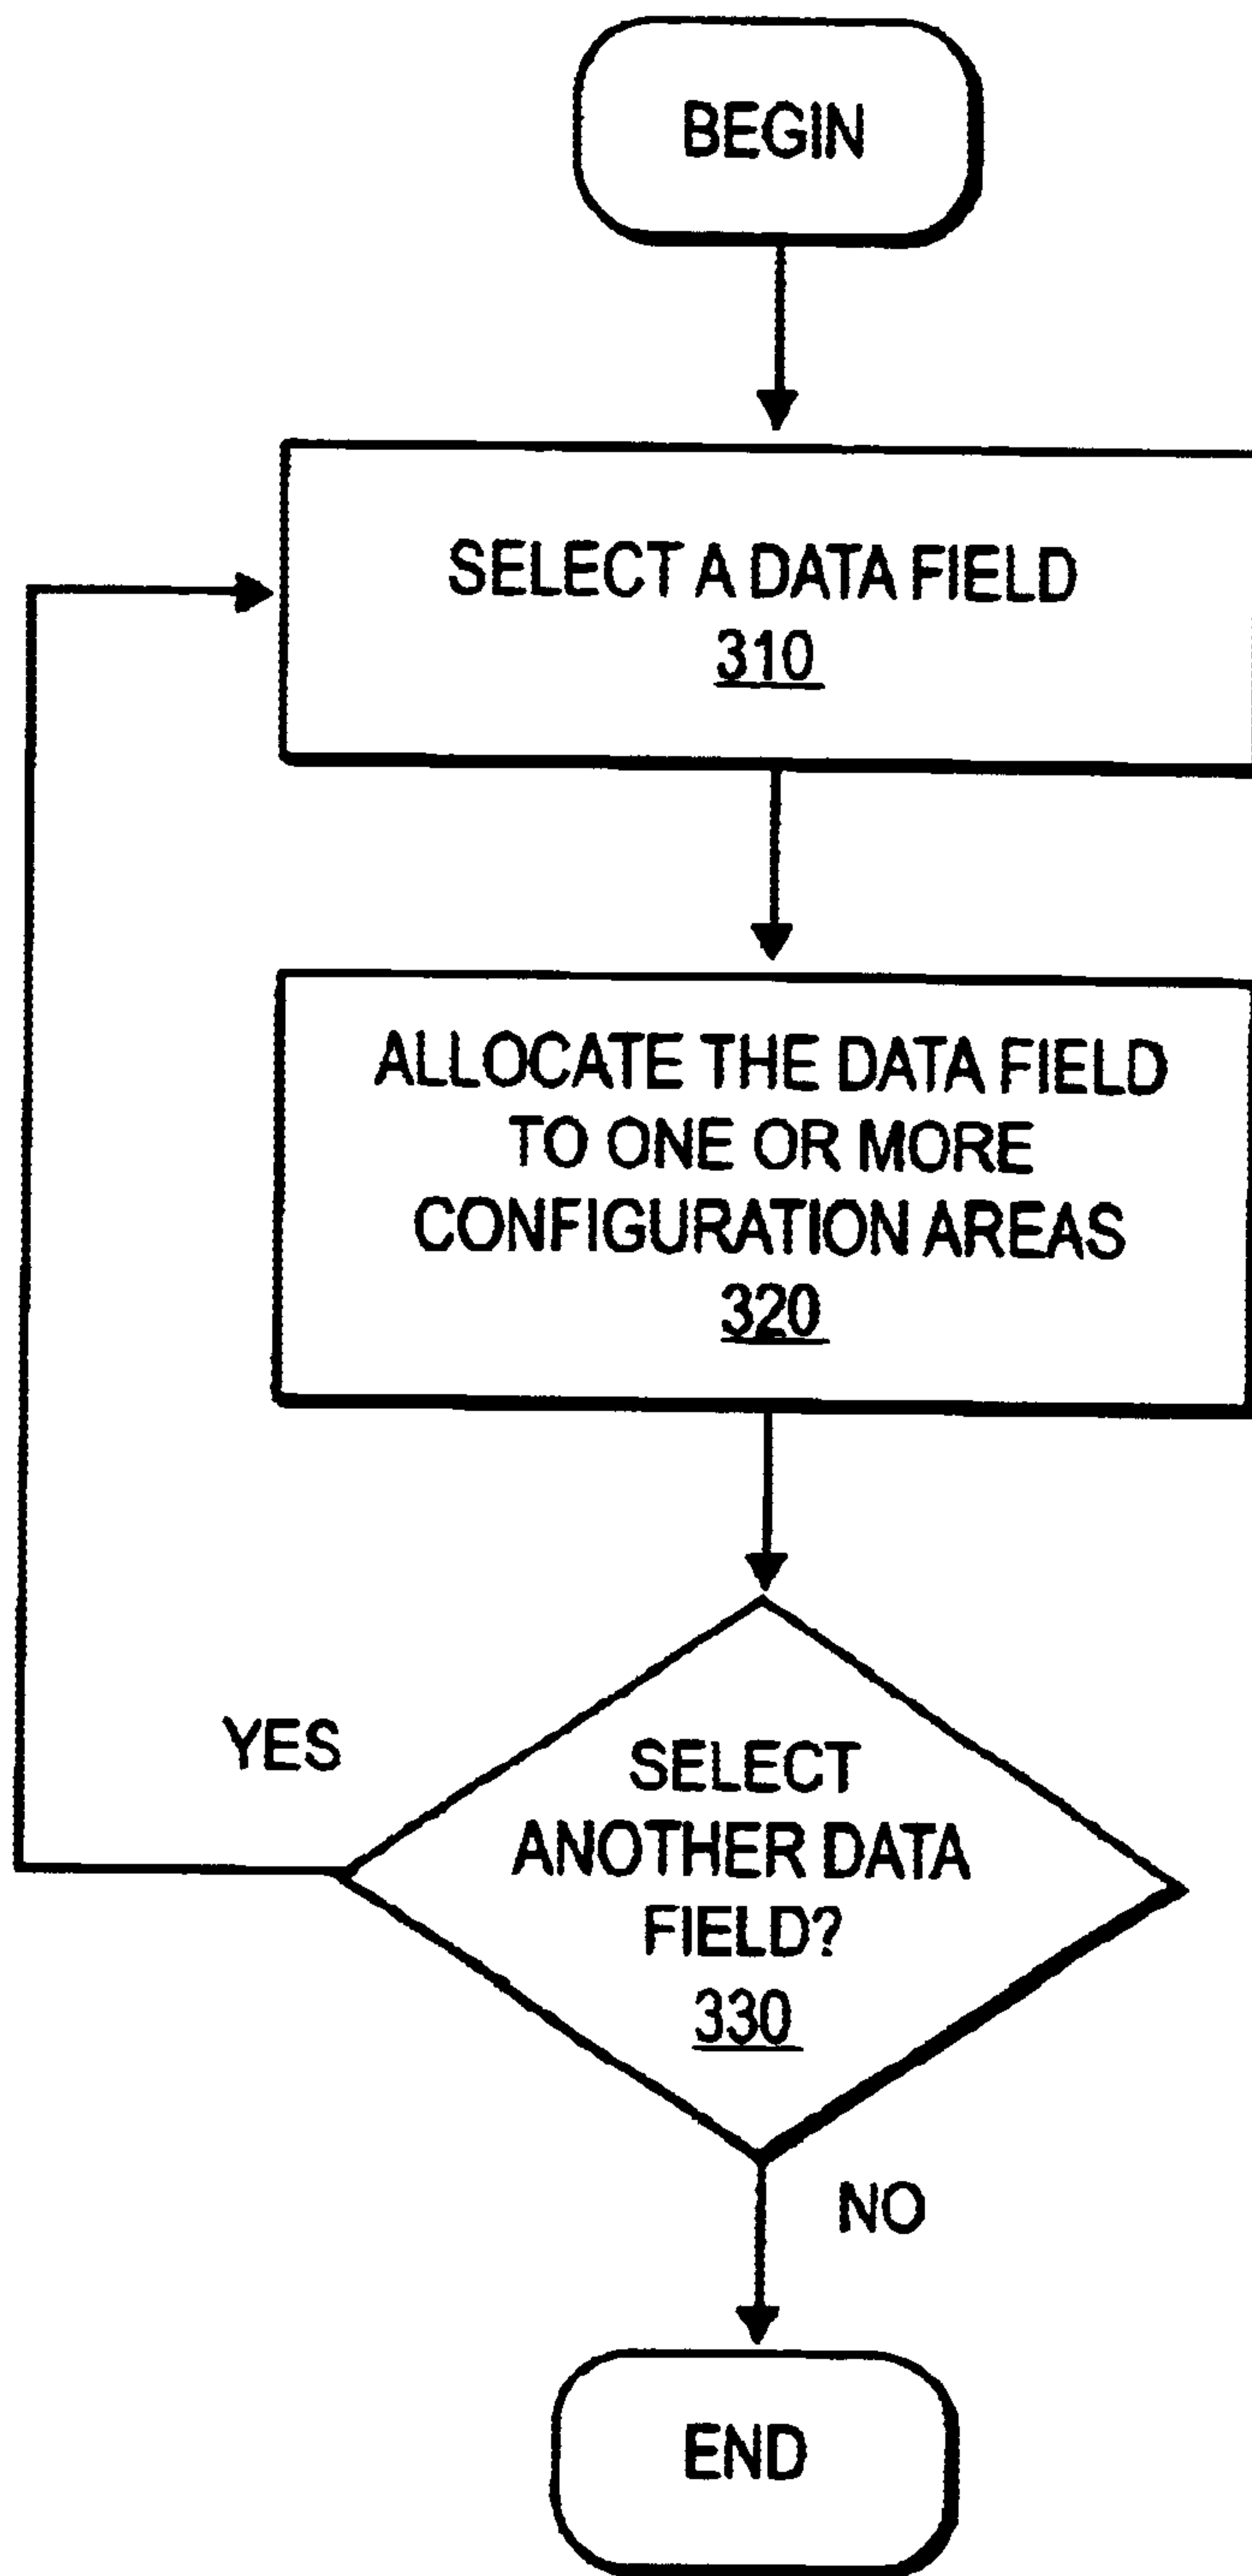 BEGIN
SELECT A DATA FIELD
310
ALLOCATE THE DATA FIELD
TO ONE OR MORE
CONFIGURATION AREAS
320
YES
SELECT
ANOTHER DATA
FIELD?
330
NO
END